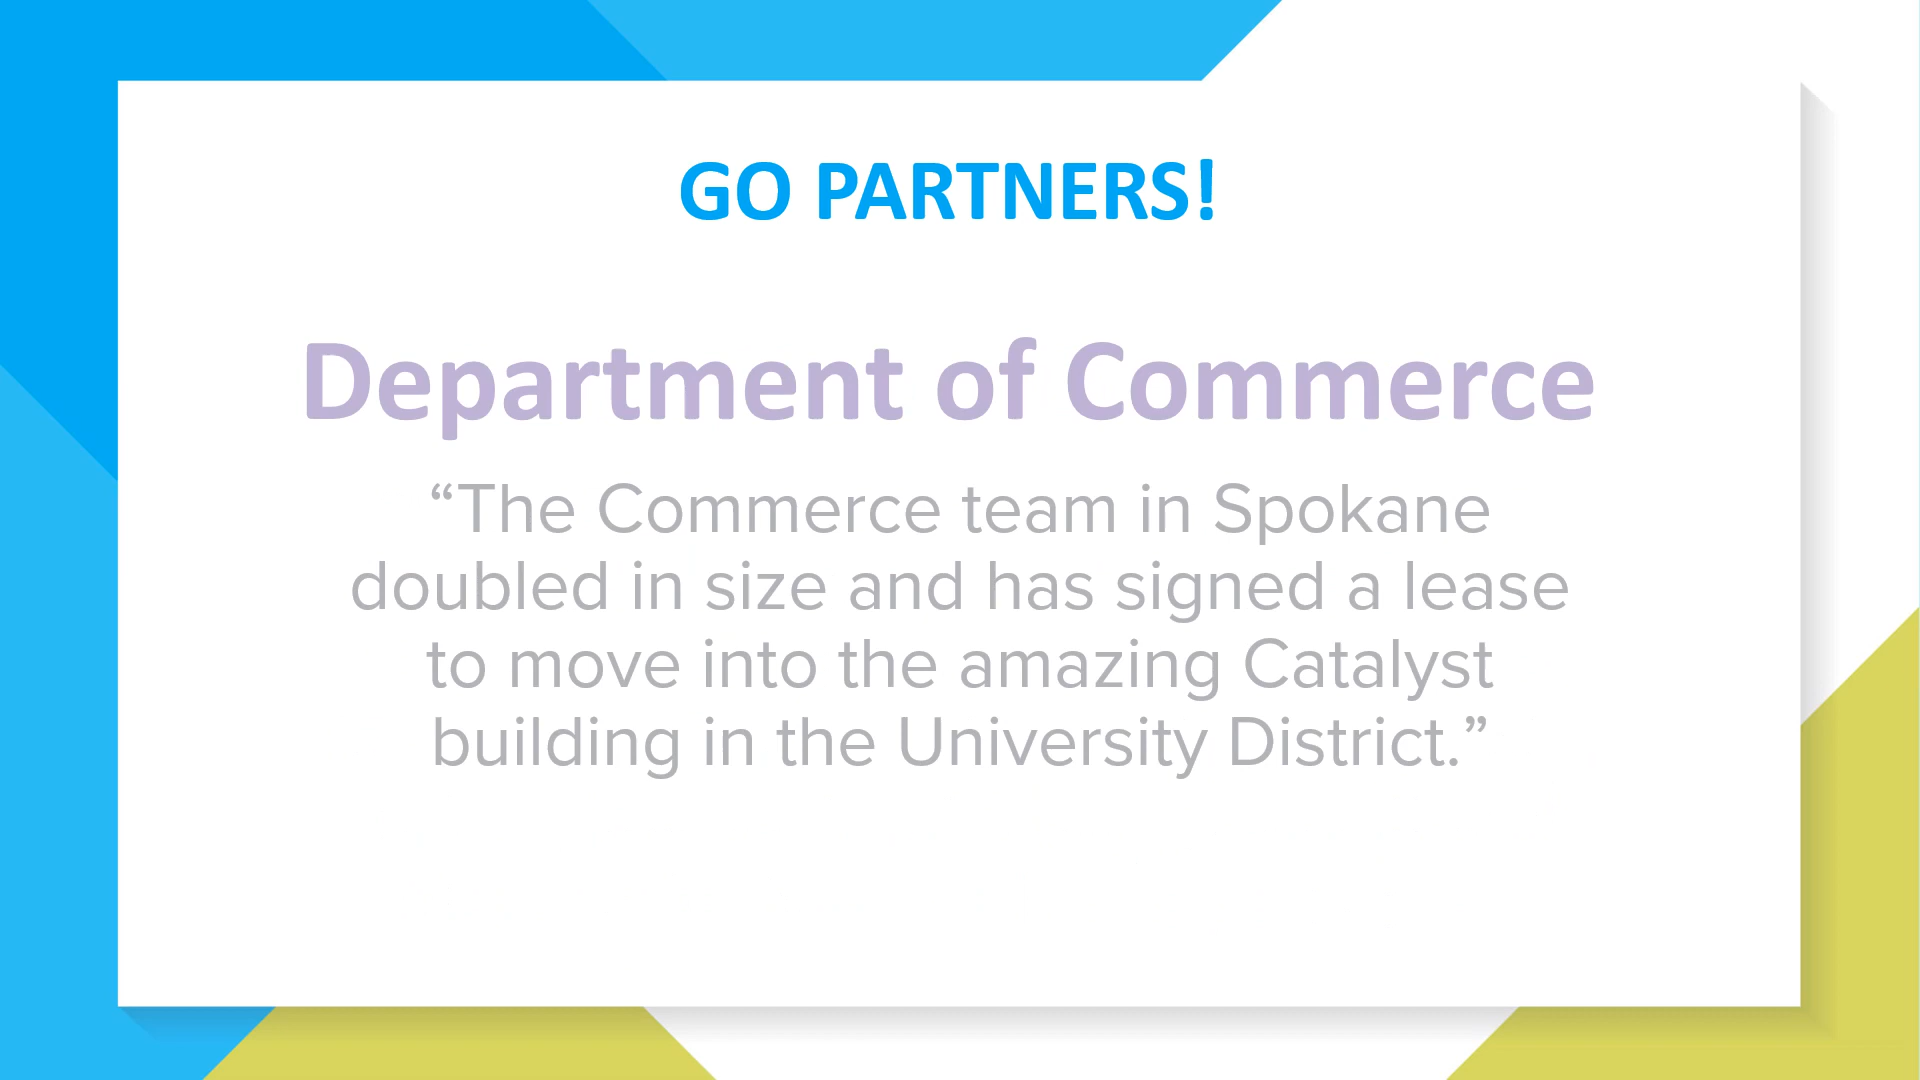 GO PARTNERS!
Department of Commerce
“The Commerce team in Spokane
doubled in size and has signed a lease
to move into the amazing Catalyst
building in the University District.”